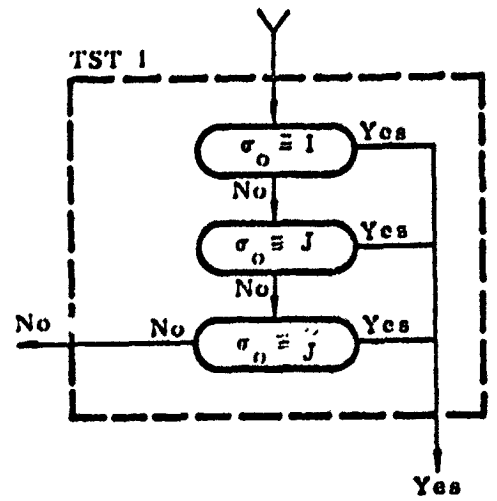 TST 1
σ₀ ≡ I
Yes
No
σ₀ ≡ J
Yes
No
σ₀ ≡ J̈
Yes
No
No
Yes